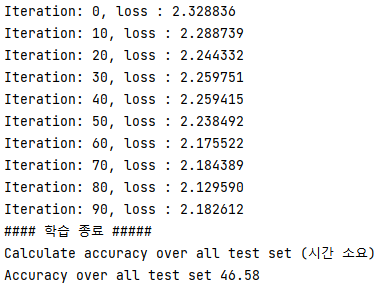 Iteration: 0, loss : 2.328836
Iteration: 10, loss : 2.288739
Iteration: 20, loss : 2.244332
Iteration: 30, loss : 2.259751
Iteration: 40, loss : 2.259415
Iteration: 50, loss : 2.238492
Iteration: 60, loss : 2.175522
Iteration: 70, loss : 2.184389
Iteration: 80, loss : 2.129590
Iteration: 90, loss : 2.182612
#### 학습 종료 #####
Calculate accuracy over all test set (시간 소요)
Accuracy over all test set 46.58